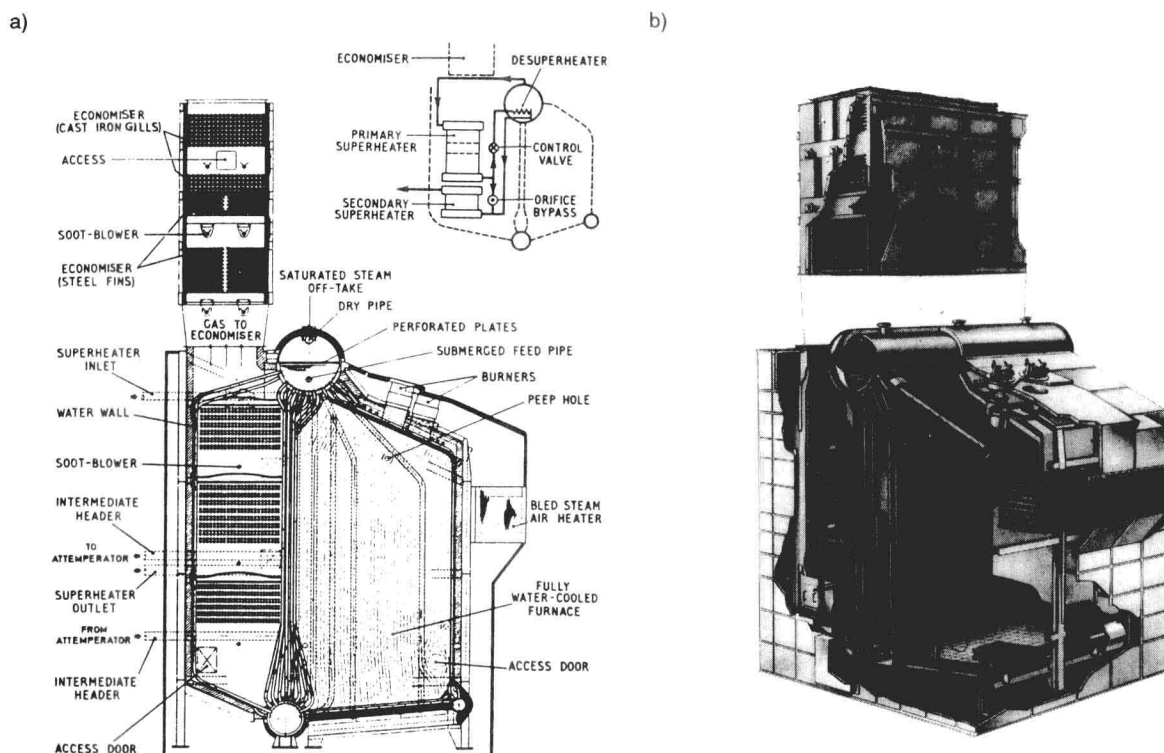 a)
b)
ECONOMISER
DESUPERHEATER
PRIMARY
SUPERHEATER
CONTROL
VALVE
SECONDARY
SUPERHEATER
ORIFICE
BYPASS
ECONOMISER
(CAST IRON GILLS)
ACCESS
SOOT-BLOWER
ECONOMISER
(STEEL FINS)
SATURATED STEAM
OFF-TAKE
DRY PIPE
GAS TO
ECONOMISER
PERFORATED PLATES
SUPERHEATER
INLET
SUBMERGED FEED PIPE
BURNERS
WATER WALL
PEEP HOLE
SOOT-BLOWER
INTERMEDIATE
HEADER
BLED STEAM
AIR HEATER
TO
ATTEMPERATOR
SUPERHEATER
OUTLET
FULLY
WATER-COOLED
FURNACE
FROM
ATTEMPERATOR
ACCESS DOOR
INTERMEDIATE
HEADER
ACCESS DOOR